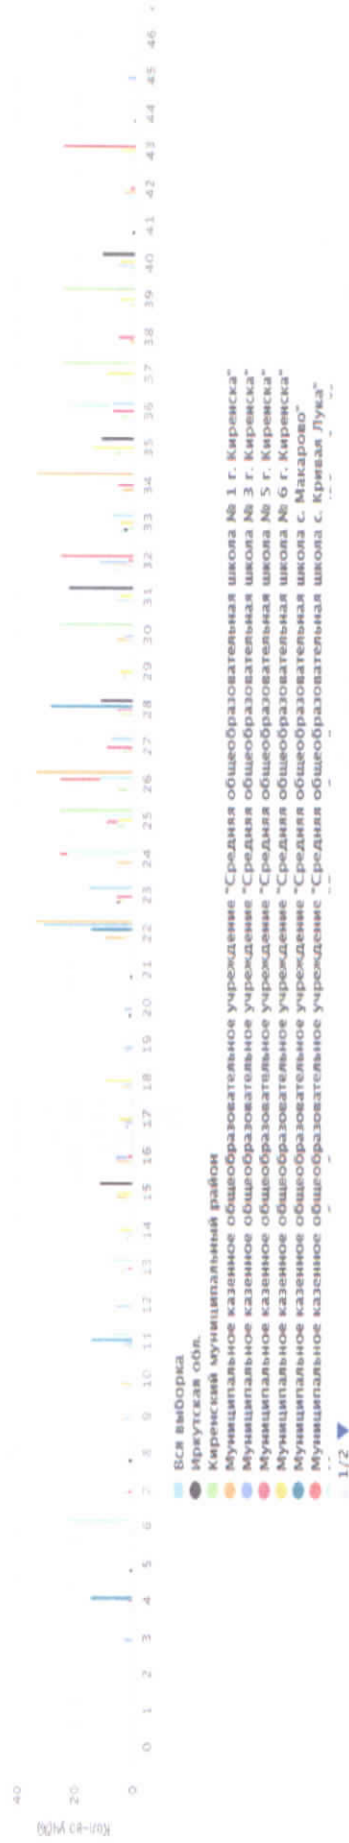 Кол-во уч(ов)
40
20
0
0 1 2 3 4 5 6 7 8 9 10 11 12 13 14 15 16 17 18 19 20 21 22 23 24 25 26 27 28 29 30 31 32 33 34 35 36 37 38 39 40 41 42 43 44 45 46
Вся выборка
Иркутская обл.
Киренский муниципальный район
Муниципальное казенное общеобразовательное учреждение "Средняя общеобразовательная школа № 1 г. Киренска"
Муниципальное казенное общеобразовательное учреждение "Средняя общеобразовательная школа № 3 г. Киренска"
Муниципальное казенное общеобразовательное учреждение "Средняя общеобразовательная школа № 5 г. Киренска"
Муниципальное казенное общеобразовательное учреждение "Средняя общеобразовательная школа № 6 г. Киренска"
Муниципальное казенное общеобразовательное учреждение "Средняя общеобразовательная школа с. Макарово"
Муниципальное казенное общеобразовательное учреждение "Средняя общеобразовательная школа с. Кривая Лука"
1/2